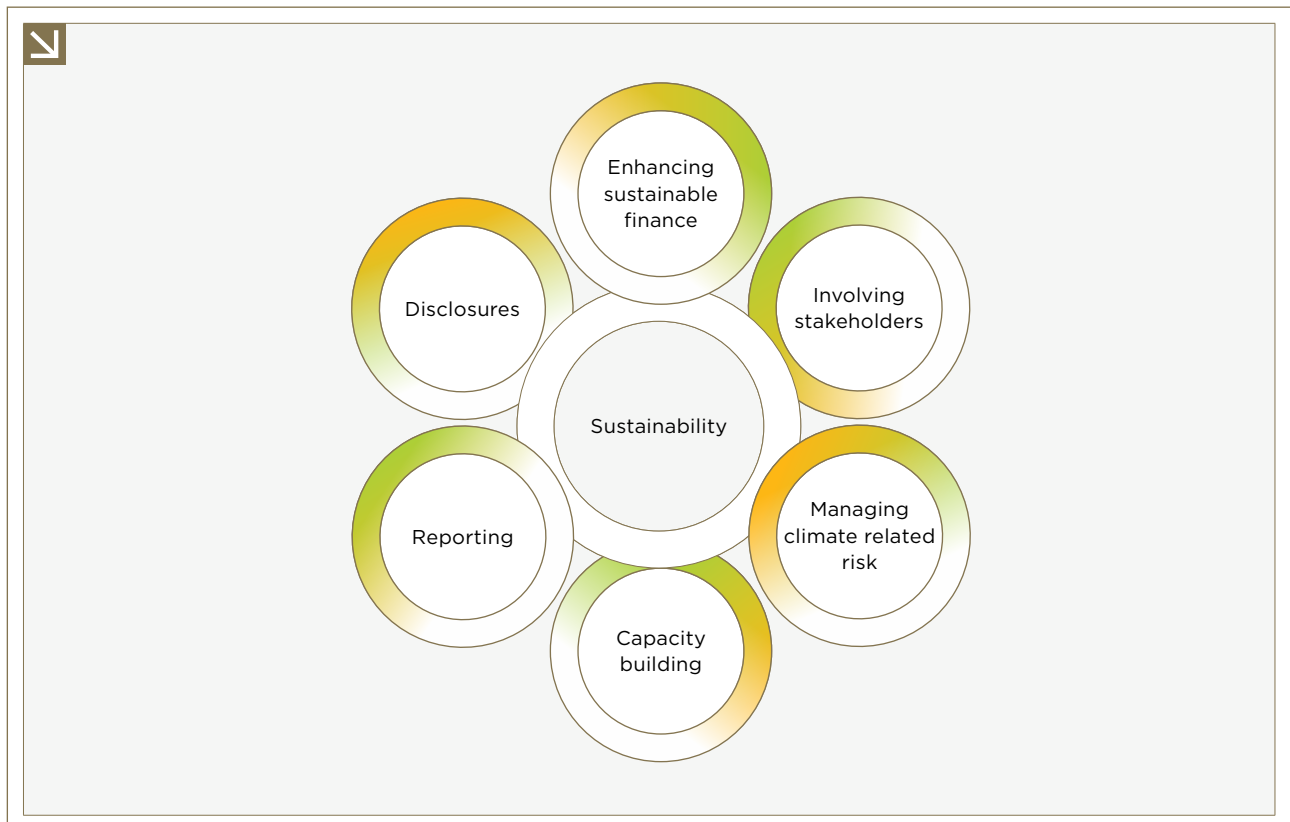 Enhancing
sustainable
finance
Disclosures
Involving
stakeholders
Sustainability
Reporting
Managing
climate related
risk
Capacity
building